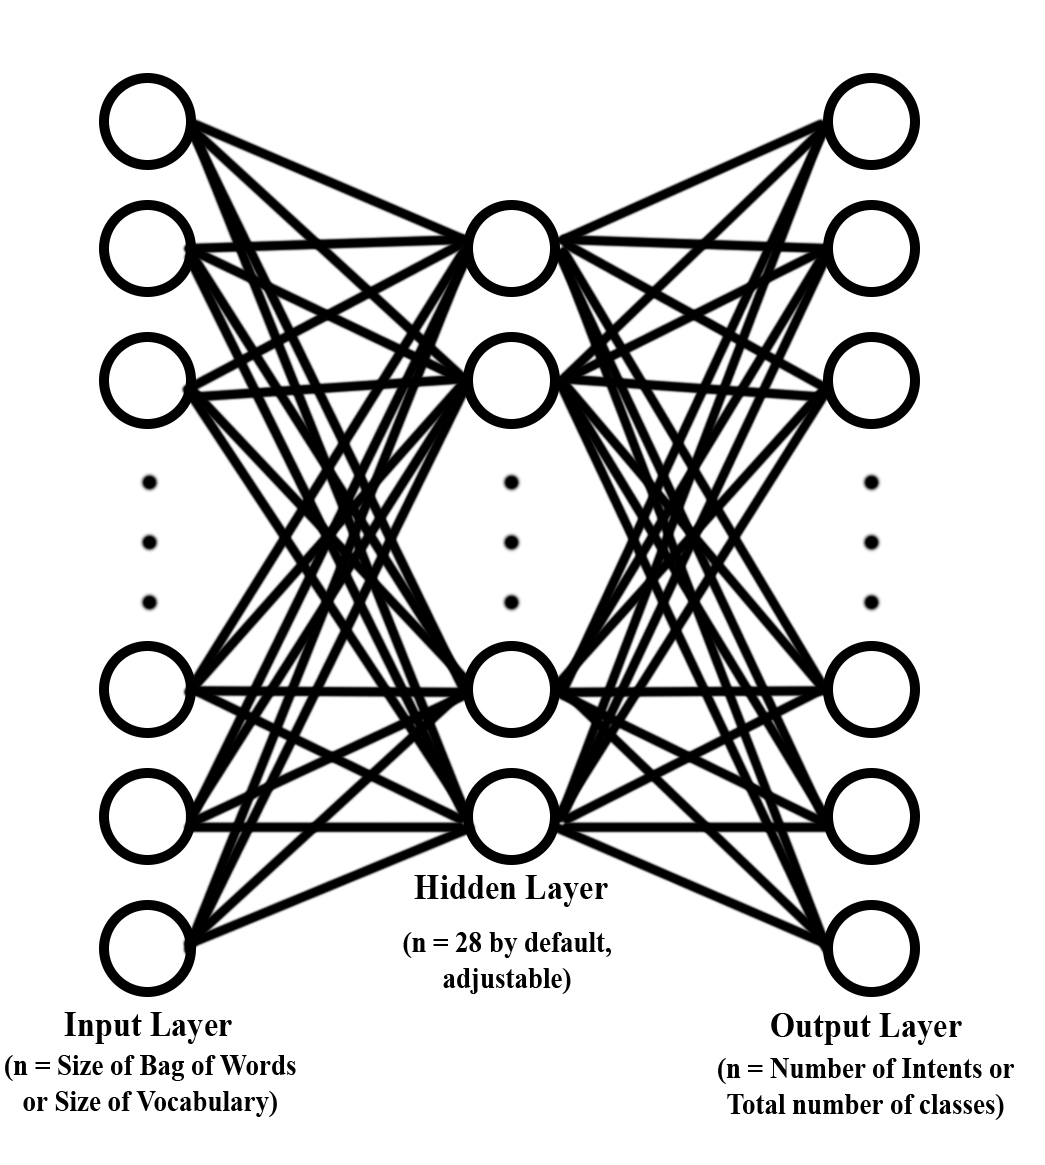 Hidden Layer
(n = 28 by default,
adjustable)
Input Layer
(n = Size of Bag of Words
or Size of Vocabulary)
Output Layer
(n = Number of Intents or
Total number of classes)